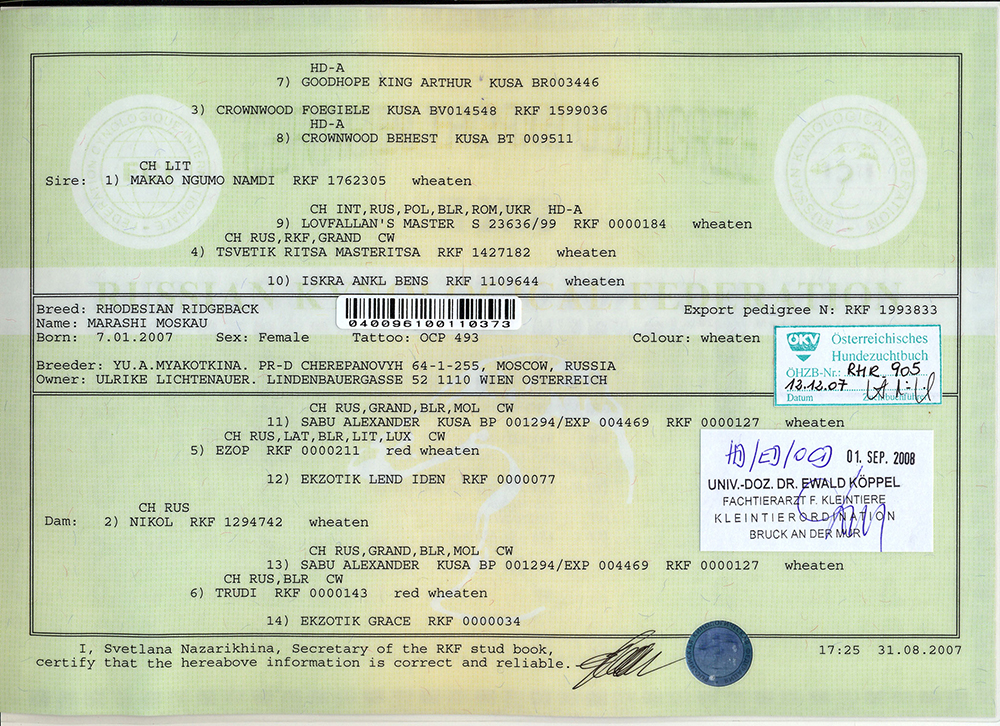 HD-A
7) GOODHOPE KING ARTHUR KUSA BR003446
3) CROWNWOOD FOEGIELE KUSA BV014548 RKF 1599036
HD-A
8) CROWNWOOD BEHEST KUSA BT 009511
CH LIT
Sire: 1) MAKAO NGUMO NAMDI RKF 1762305 wheaten
CH INT,RUS,POL,BLR,ROM,UKR HD-A
9) LOVFALLAN'S MASTER S 23636/99 RKF 0000184 wheaten
CH RUS,RKF,GRAND CW
4) TSVETIK RITSA MASTERITSA RKF 1427182 wheaten
10) ISKRA ANKL BENS RKF 1109644 wheaten
RUSSIAN KYNOLOGICAL FEDERATION
Breed: RHODESIAN RIDGEBACK
040096100110373
Export pedigree N: RKF 1993833
Name: MARASHI MOSKAU
Born: 7.01.2007 Sex: Female Tattoo: OCP 493 Colour: wheaten
Breeder: YU.A.MYAKOTKINA. PR-D CHEREPANOVYH 64-1-255, MOSCOW, RUSSIA
Owner: ULRIKE LICHTENAUER. LINDENBAUERGASSE 52 1110 WIEN OSTERREICH
ÖKV Österreichisches
Hundezuchtbuch
ÖHZB-Nr.: RHR. 905
12.12.07
Datum Zuchtbuchführer
CH RUS,GRAND,BLR,MOL CW
11) SABU ALEXANDER KUSA BP 001294/EXP 004469 RKF 0000127 wheaten
CH RUS,LAT,BLR,LIT,LUX CW
5) EZOP RKF 0000211 red wheaten
12) EKZOTIK LEND IDEN RKF 0000077
CH RUS
Dam: 2) NIKOL RKF 1294742 wheaten
CH RUS,GRAND,BLR,MOL CW
13) SABU ALEXANDER KUSA BP 001294/EXP 004469 RKF 0000127 wheaten
CH RUS,BLR CW
6) TRUDI RKF 0000143 red wheaten
14) EKZOTIK GRACE RKF 0000034
HD/ED/OCD 01. SEP. 2008
UNIV.-DOZ. DR. EWALD KÖPPEL
FACHTIERARZT F. KLEINTIERE
KLEINTIERORDINATION
BRUCK AN DER MUR
I, Svetlana Nazarikhina, Secretary of the RKF stud book,
certify that the hereabove information is correct and reliable.
17:25 31.08.2007